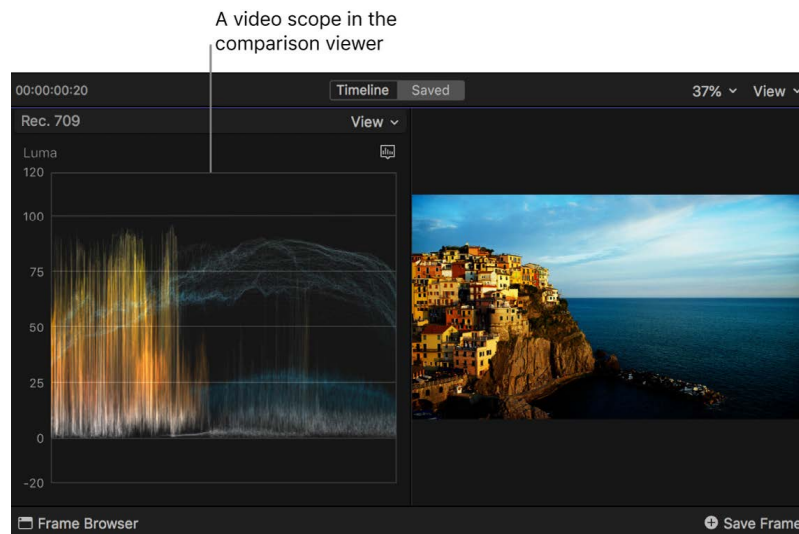 A video scope in the
comparison viewer
00:00:00:20
Timeline Saved
37% View
Rec. 709 View
Luma
120
100
75
50
25
0
-20
Frame Browser
Save Frame